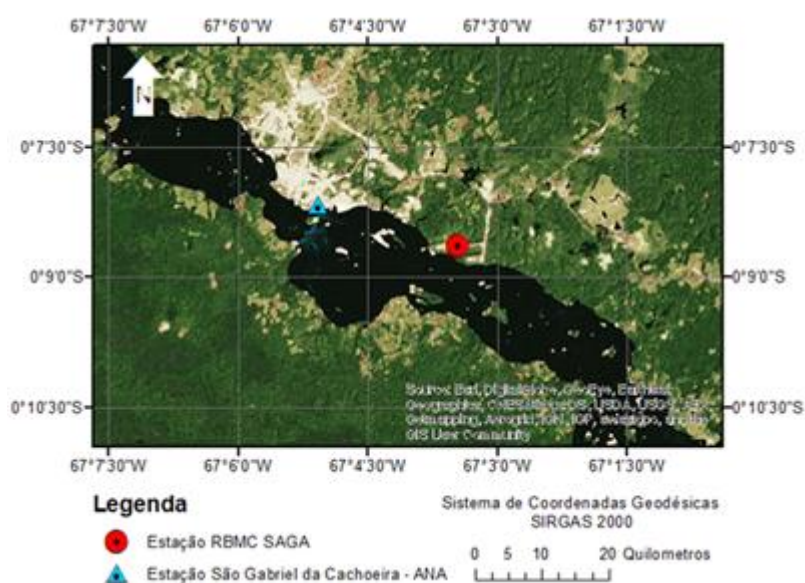 67°7'30"W 67°6'0"W 67°4'30"W 67°3'0"W 67°1'30"W
0°7'30"S 0°7'30"S
0°9'0"S 0°9'0"S
0°10'30"S 0°10'30"S
GIS User Community
67°7'30"W 67°6'0"W 67°4'30"W 67°3'0"W 67°1'30"W
Legenda
Estação RBMC SAGA
Estação São Gabriel da Cachoeira - ANA
Sistema de Coordenadas Geodésicas
SIRGAS 2000
0 5 10 20 Quilometros